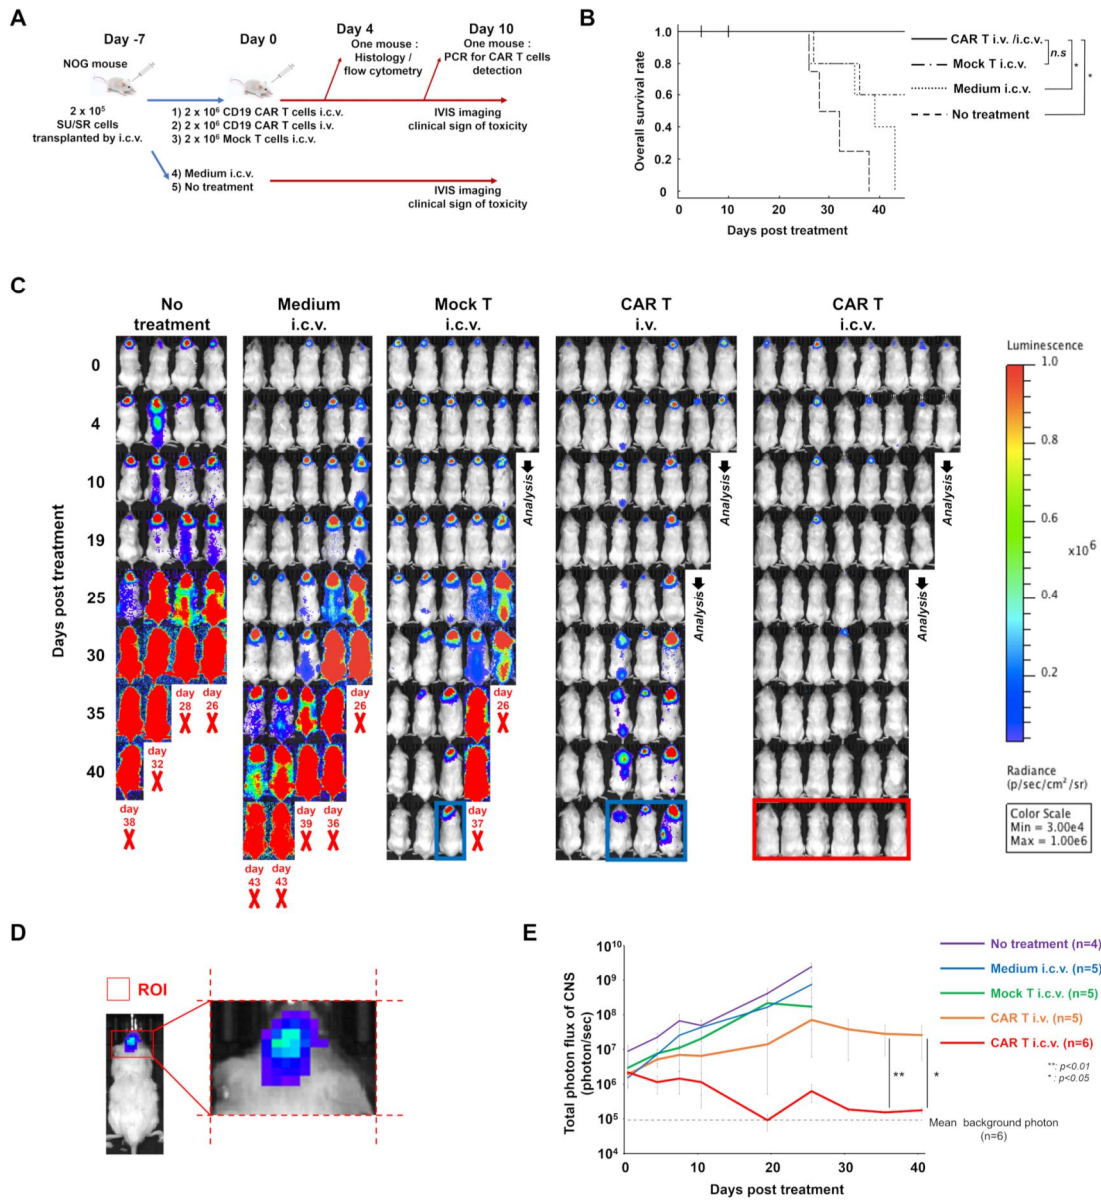 A
Day -7
Day 0
Day 4
Day 10
NOG mouse
One mouse :
Histology /
flow cytometry
One mouse :
PCR for CAR T cells
detection
2 x 10⁵
SU/SR cells
transplanted by i.c.v.
1) 2 x 10⁶ CD19 CAR T cells i.c.v.
2) 2 x 10⁶ CD19 CAR T cells i.v.
3) 2 x 10⁶ Mock T cells i.c.v.
IVIS imaging
clinical sign of toxicity
4) Medium i.c.v.
5) No treatment
IVIS imaging
clinical sign of toxicity
B
Overall survival rate
1.0
0.8
0.6
0.4
0.2
0
0 10 20 30 40
Days post treatment
CAR T i.v. /i.c.v.
Mock T i.c.v.
Medium i.c.v.
No treatment
n.s
*
*
C
No treatment
Medium i.c.v.
Mock T i.c.v.
CAR T i.v.
CAR T i.c.v.
Days post treatment
0
4
10
19
25
30
35
40
Analysis
Analysis
Analysis
Analysis
Analysis
day 28
day 26
day 26
day 26
day 32
day 38
day 39
day 36
day 37
day 43
day 43
Luminescence
1.0
0.8
0.6
x10⁶
0.4
0.2
Radiance
(p/sec/cm²/sr)
Color Scale
Min = 3.00e4
Max = 1.00e6
D
ROI
E
Total photon flux of CNS
(photon/sec)
10¹⁰
10⁹
10⁸
10⁷
10⁶
10⁵
10⁴
0 10 20 30 40
Days post treatment
No treatment (n=4)
Medium i.c.v. (n=5)
Mock T i.c.v. (n=5)
CAR T i.v. (n=5)
CAR T i.c.v. (n=6)
**: p<0.01
*: p<0.05
**
*
Mean background photon
(n=6)